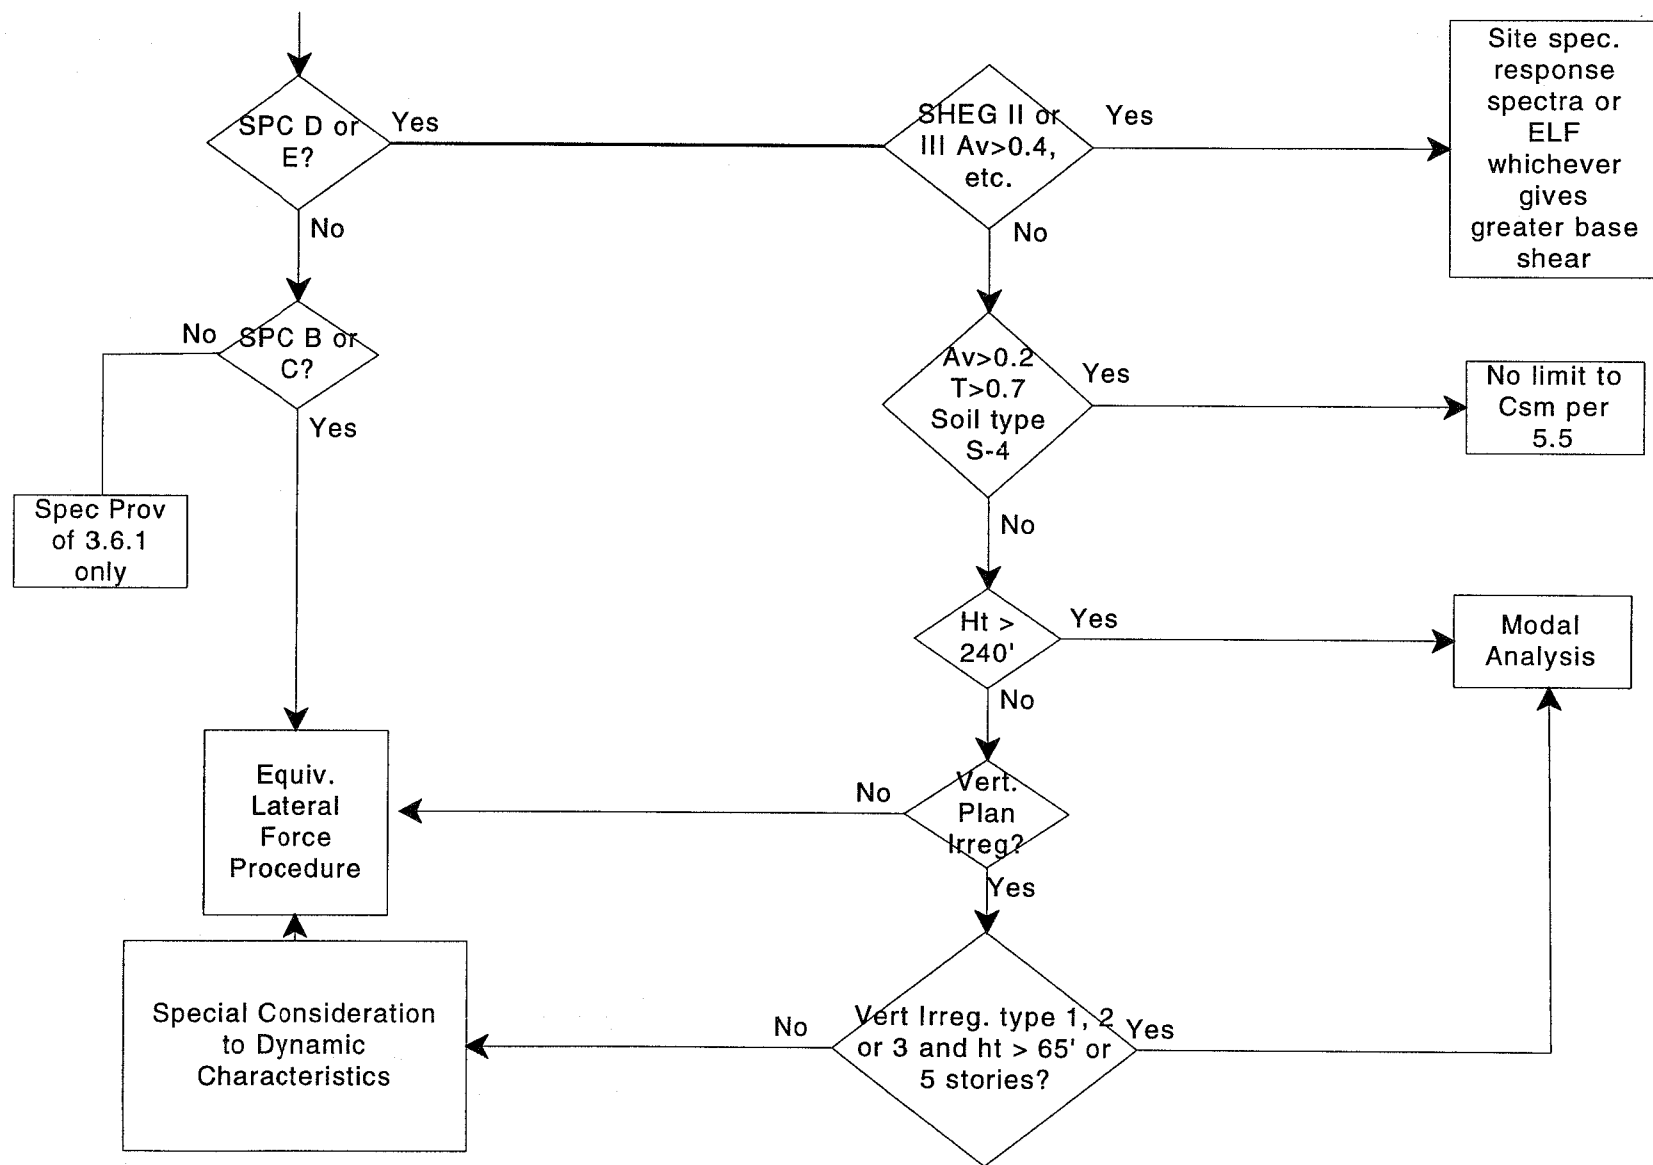 SPC D or
E?
Yes
No
SHEG II or
III Av>0.4,
etc.
Yes
No
Site spec.
response
spectra or
ELF
whichever
gives
greater base
shear
SPC B or
C?
No
Yes
Av>0.2
T>0.7
Soil type
S-4
Yes
No
No limit to
Csm per
5.5
Spec Prov
of 3.6.1
only
Ht >
240'
Yes
No
Modal
Analysis
Equiv.
Lateral
Force
Procedure
Vert.
Plan
Irreg?
No
Yes
Special Consideration
to Dynamic
Characteristics
No
Vert Irreg. type 1, 2
or 3 and ht > 65' or
5 stories?
Yes